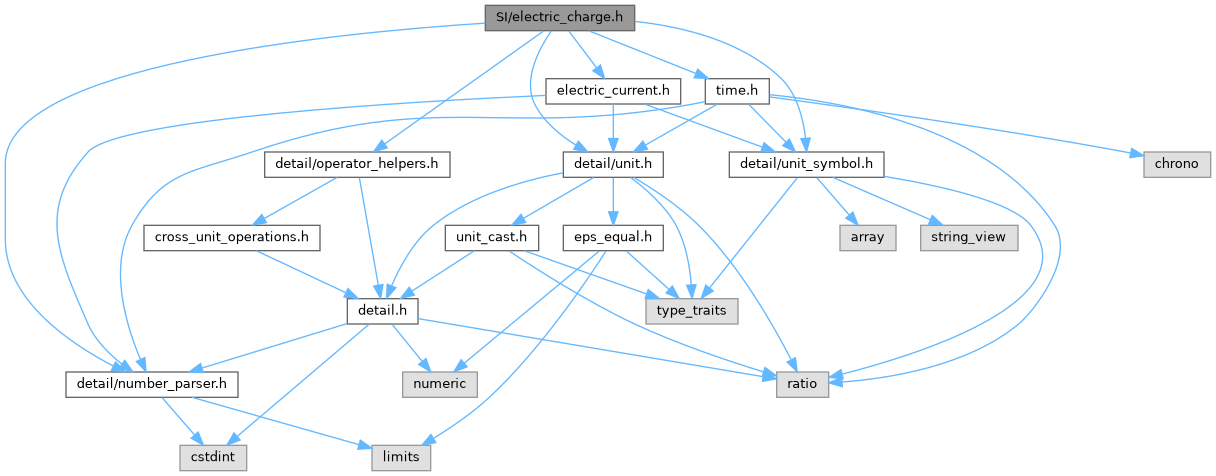 SI/electric_charge.h
electric_current.h
time.h
detail/operator_helpers.h
detail/unit.h
detail/unit_symbol.h
chrono
cross_unit_operations.h
unit_cast.h
eps_equal.h
array
string_view
detail.h
type_traits
detail/number_parser.h
numeric
ratio
cstdint
limits